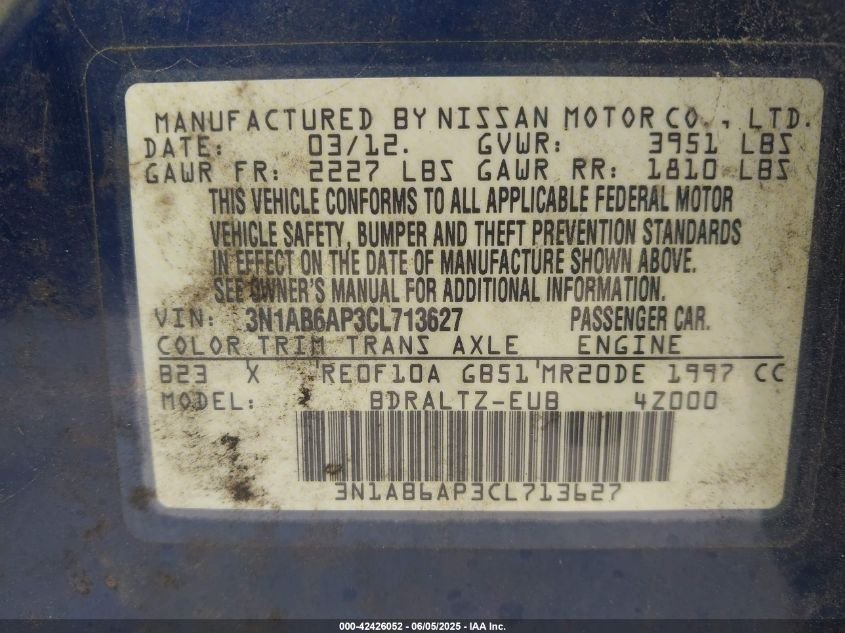 MANUFACTURED BY NISSAN MOTOR CO., LTD.
DATE: 03/12. GVWR: 3951 LBS
GAWR FR: 2227 LBS GAWR RR: 1810 LBS
THIS VEHICLE CONFORMS TO ALL APPLICABLE FEDERAL MOTOR
VEHICLE SAFETY, BUMPER AND THEFT PREVENTION STANDARDS
IN EFFECT ON THE DATE OF MANUFACTURE SHOWN ABOVE.
SEE OWNER'S MANUAL FOR ADDITIONAL INFORMATION.
VIN: 3N1AB6AP3CL713627 PASSENGER CAR.
COLOR TRIM TRANS AXLE ENGINE
B23 X 'RE0F10A GB51'MR20DE 1997 CC
MODEL: BDRALTZ-EUB 4Z000
3N1AB6AP3CL713627
000-42426052 - 06/05/2025 - IAA Inc.